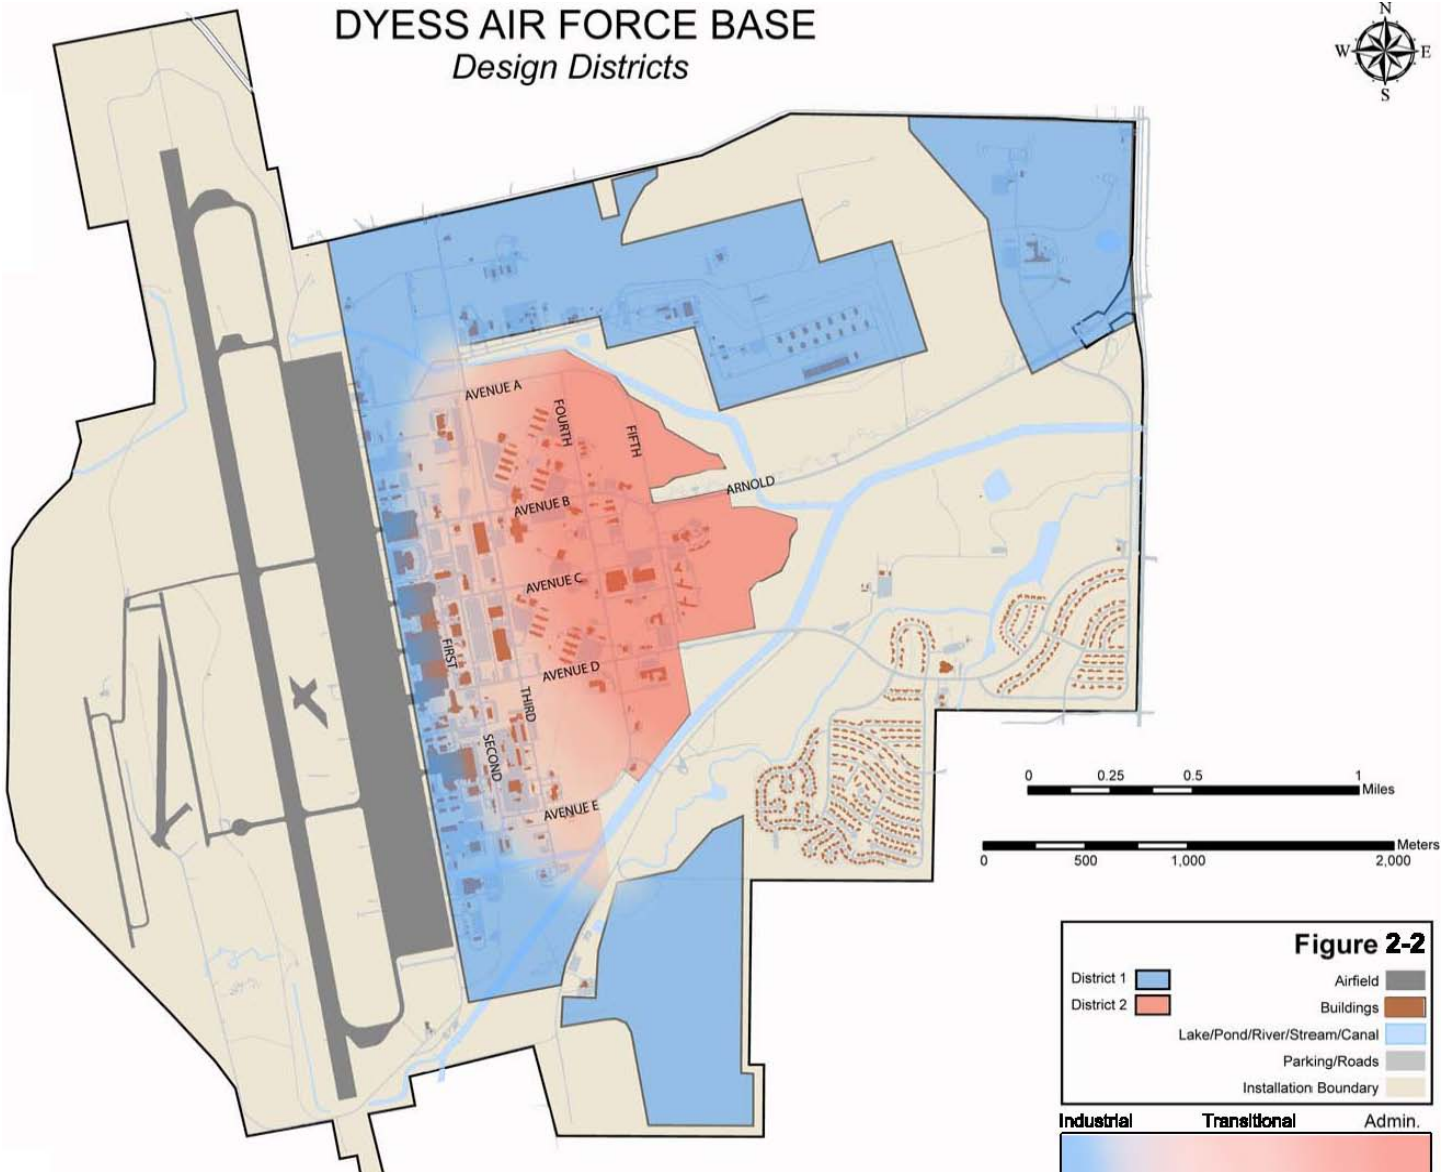 DYESS AIR FORCE BASE
Design Districts
N
W E
S
AVENUE A
FOURTH
FIFTH
ARNOLD
AVENUE B
AVENUE C
FIRST
AVENUE D
THIRD
SECOND
AVENUE E
0 0.25 0.5 1
Miles
Meters
0 500 1,000 2,000
Figure 2-2
District 1
Airfield
District 2
Buildings
Lake/Pond/River/Stream/Canal
Parking/Roads
Installation Boundary
Industrial Transitional Admin.